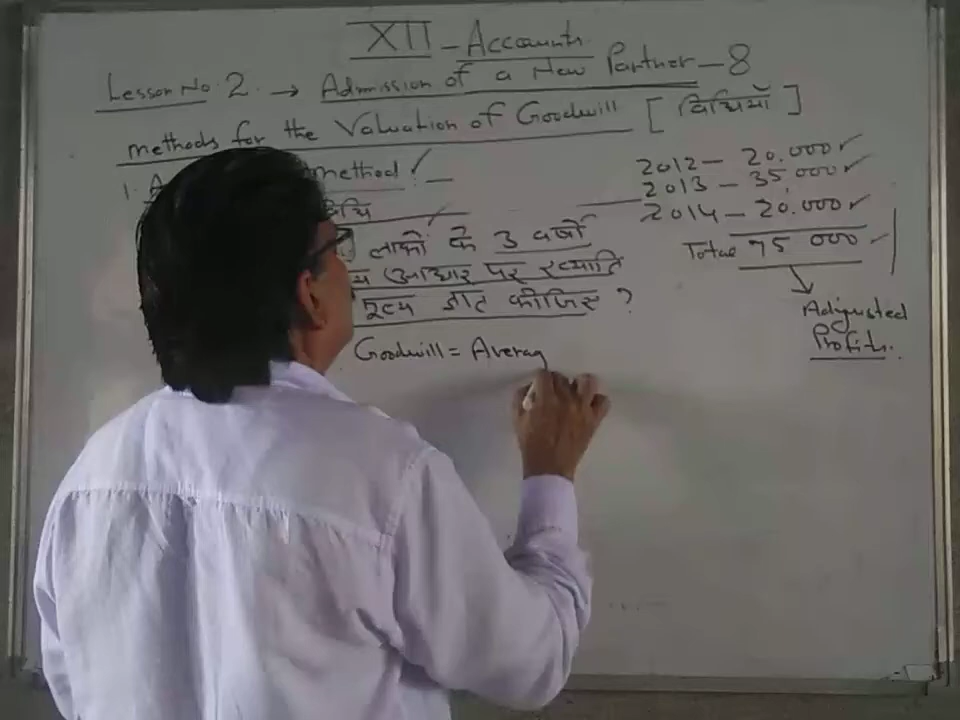 XII - Accounts
Lesson No. 2. → Admission of a New Partner - 8
methods for the Valuation of Goodwill [विधियाँ]
1. method! -
2012 - 20.000 ✓
2013 - 35,000 ✓
2014 - 20.000 ✓
Total 75 000
Adjusted
Profits.
लाभों के 3 वर्षों
आधार पर ख्याति
मूल्य ज्ञात कीजिए ?
Goodwill = Averag